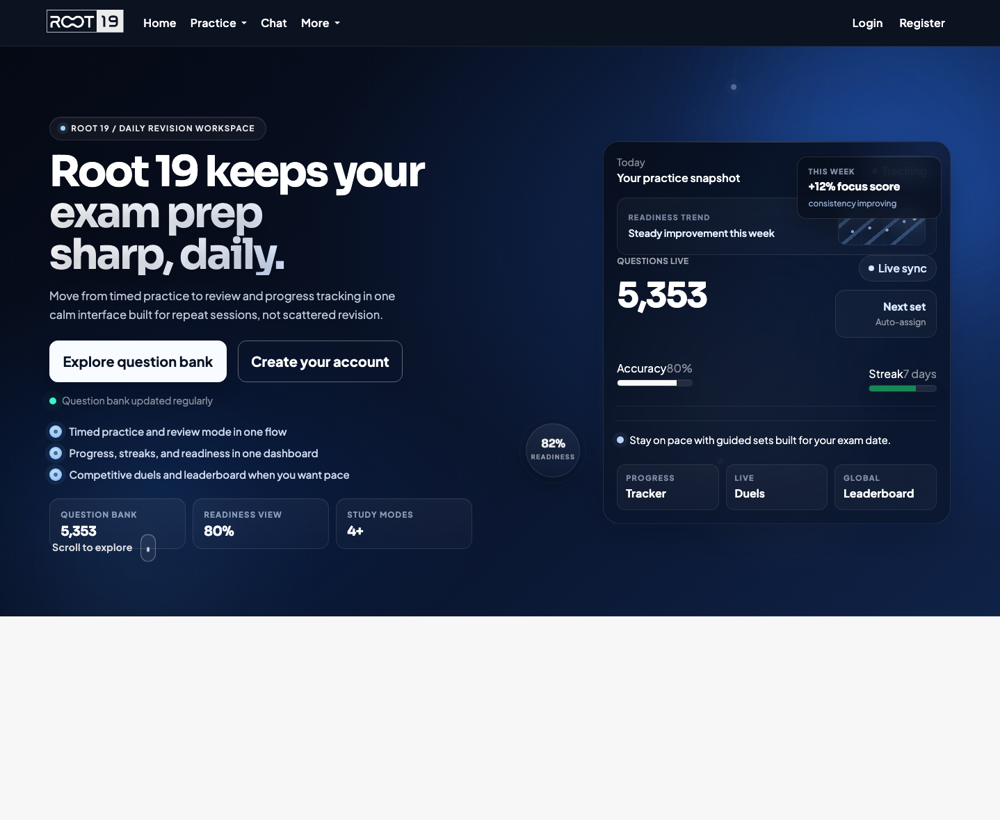 ROOT 19
Home Practice Chat More
Login Register
ROOT 19 / DAILY REVISION WORKSPACE
Root 19 keeps your
exam prep
sharp, daily.
Move from timed practice to review and progress tracking in one
calm interface built for repeat sessions, not scattered revision.
Explore question bank
Create your account
Question bank updated regularly
Timed practice and review mode in one flow
Progress, streaks, and readiness in one dashboard
Competitive duels and leaderboard when you want pace
QUESTION BANK
5,353
READINESS VIEW
80%
STUDY MODES
4+
Scroll to explore
82%
READINESS
Today
Your practice snapshot
Tracking
THIS WEEK
+12% focus score
consistency improving
READINESS TREND
Steady improvement this week
QUESTIONS LIVE
5,353
Live sync
Next set
Auto-assign
Accuracy80%
Streak7 days
Stay on pace with guided sets built for your exam date.
PROGRESS
Tracker
LIVE
Duels
GLOBAL
Leaderboard